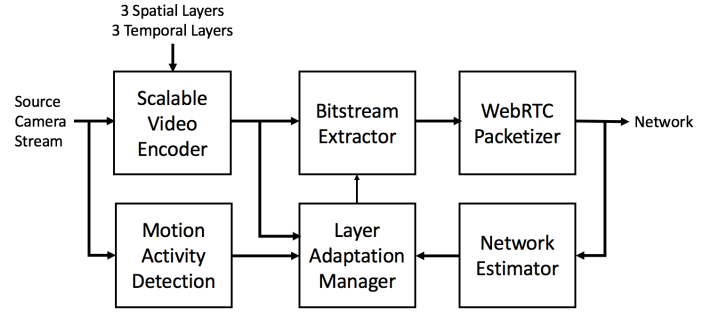 3 Spatial Layers
3 Temporal Layers
Source
Camera
Stream
Scalable
Video
Encoder
Bitstream
Extractor
WebRTC
Packetizer
Network
Motion
Activity
Detection
Layer
Adaptation
Manager
Network
Estimator